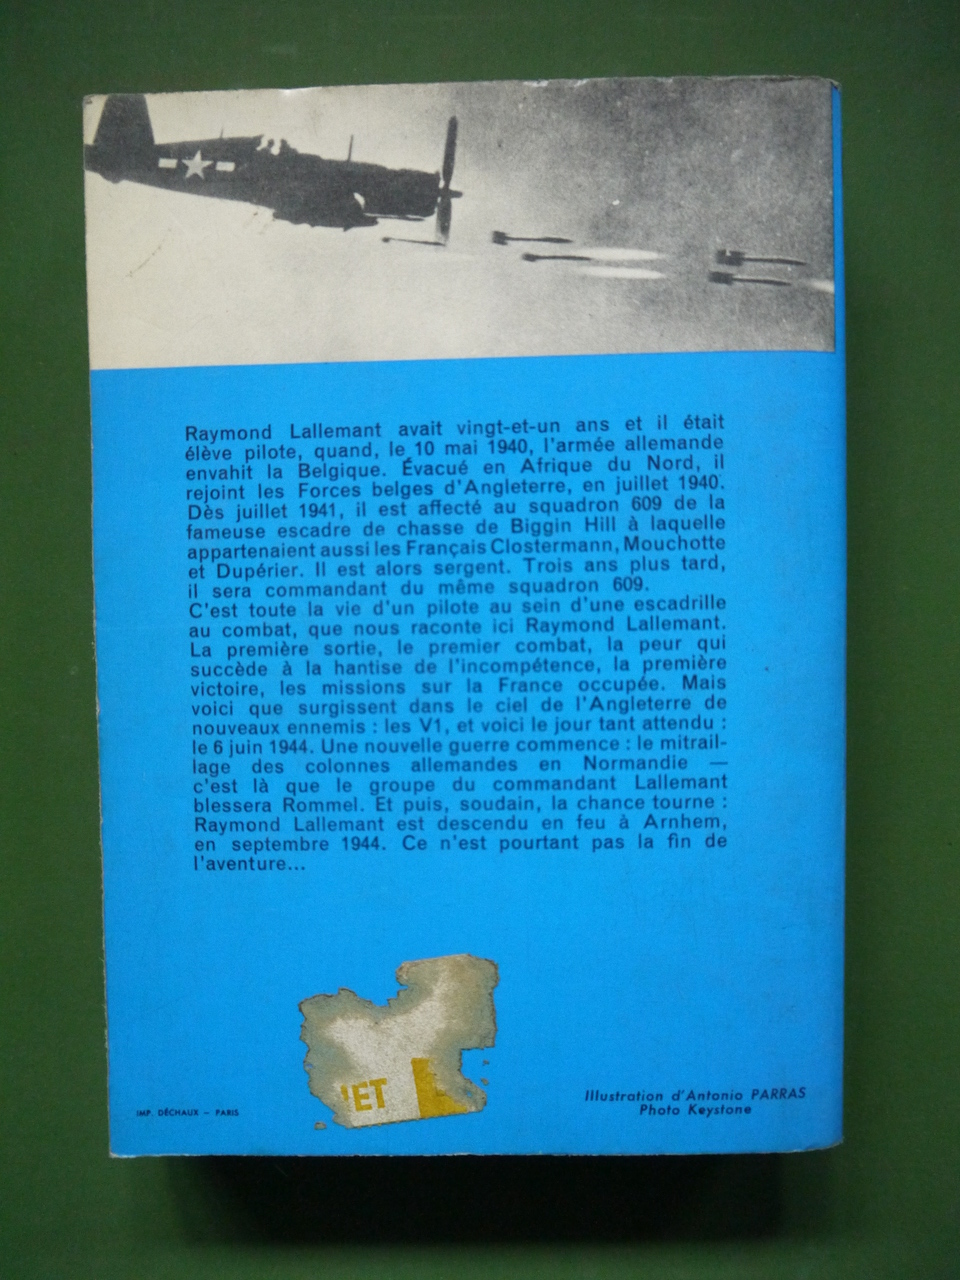 Raymond Lallemant avait vingt-et-un ans et il était
élève pilote, quand, le 10 mai 1940, l'armée allemande
envahit la Belgique. Évacué en Afrique du Nord, il
rejoint les Forces belges d'Angleterre, en juillet 1940.
Dès juillet 1941, il est affecté au squadron 609 de la
fameuse escadre de chasse de Biggin Hill à laquelle
appartenaient aussi les Français Clostermann, Mouchotte
et Dupérier. Il est alors sergent. Trois ans plus tard,
il sera commandant du même squadron 609.
C'est toute la vie d'un pilote au sein d'une escadrille
au combat, que nous raconte ici Raymond Lallemant.
La première sortie, le premier combat, la peur qui
succède à la hantise de l'incompétence, la première
victoire, les missions sur la France occupée. Mais
voici que surgissent dans le ciel de l'Angleterre de
nouveaux ennemis : les V1, et voici le jour tant attendu :
le 6 juin 1944. Une nouvelle guerre commence : le mitrail-
lage des colonnes allemandes en Normandie —
c'est là que le groupe du commandant Lallemant
blessera Rommel. Et puis, soudain, la chance tourne :
Raymond Lallemant est descendu en feu à Arnhem,
en septembre 1944. Ce n'est pourtant pas la fin de
l'aventure...
'ET
Illustration d'Antonio PARRAS
Photo Keystone
IMP. DÉCHAUX – PARIS